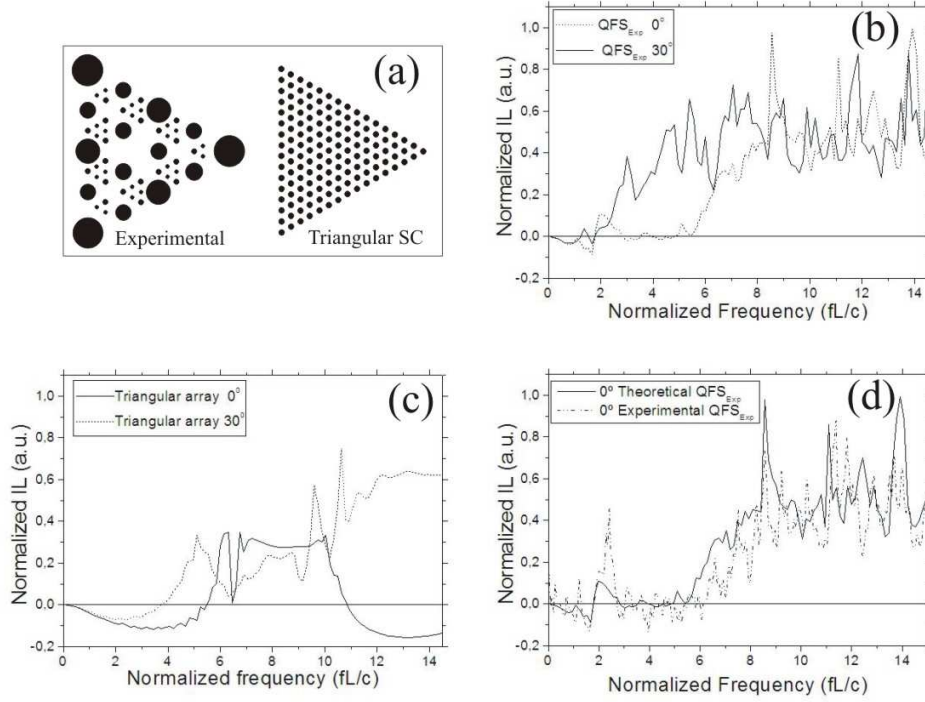 (a)
Experimental
Triangular SC
(b)
QFS_Exp 0°
QFS_Exp 30°
Normalized IL (a.u.)
1.0
0.8
0.6
0.4
0.2
0.0
-0.2
0 2 4 6 8 10 12 14
Normalized Frequency (fL/c)
(c)
Triangular array 0°
Triangular array 30°
Normalized IL (a.u.)
1.0
0.8
0.6
0.4
0.2
0.0
-0.2
0 2 4 6 8 10 12 14
Normalized frequency (fL/c)
(d)
0º Theoretical QFS_Exp
0º Experimental QFS_Exp
Normalized IL (a.u.)
1.0
0.8
0.6
0.4
0.2
0.0
-0.2
0 2 4 6 8 10 12 14
Normalized Frequency (fL/c)